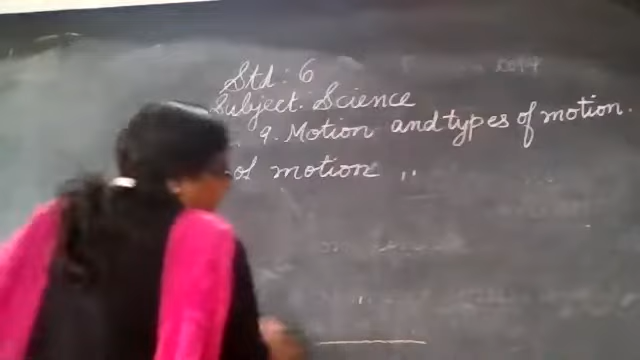 Std: 6
Subject. Science
9. Motion and types of motion.
of motion ,,